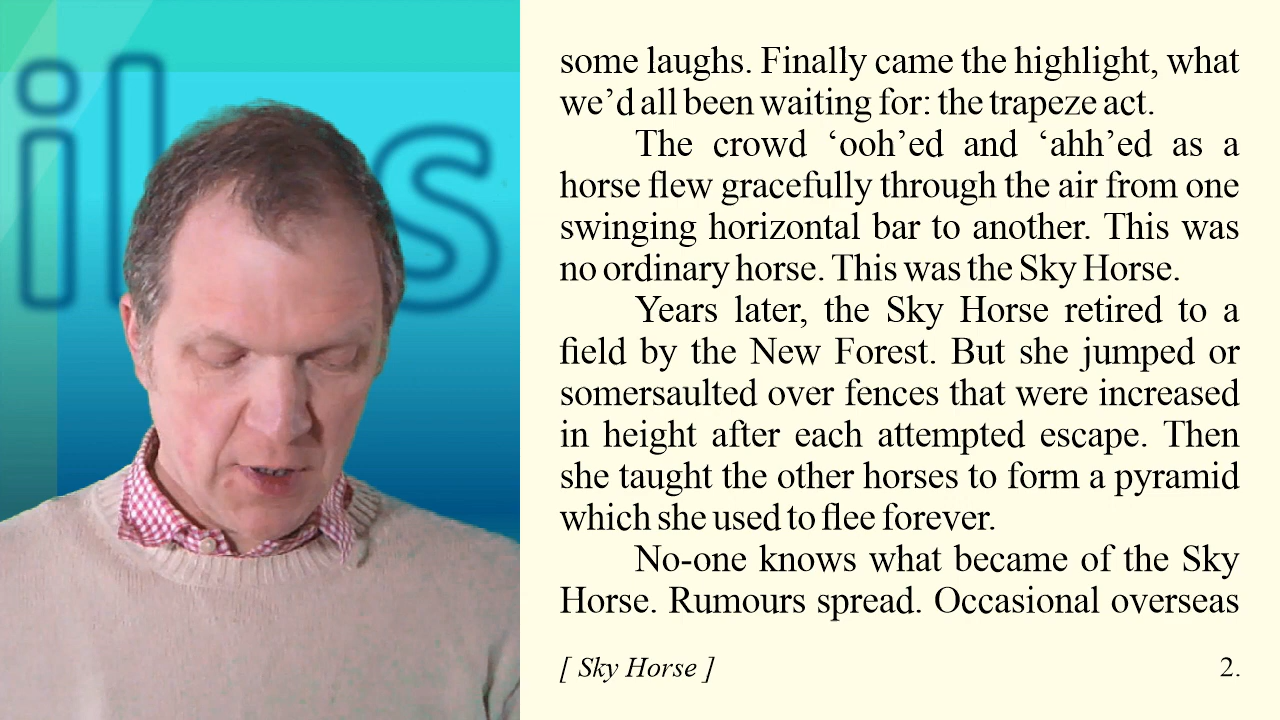 some laughs. Finally came the highlight, what
we’d all been waiting for: the trapeze act.
The crowd ‘ooh’ed and ‘ahh’ed as a
horse flew gracefully through the air from one
swinging horizontal bar to another. This was
no ordinary horse. This was the Sky Horse.
Years later, the Sky Horse retired to a
field by the New Forest. But she jumped or
somersaulted over fences that were increased
in height after each attempted escape. Then
she taught the other horses to form a pyramid
which she used to flee forever.
No-one knows what became of the Sky
Horse. Rumours spread. Occasional overseas
[ Sky Horse ]
2.